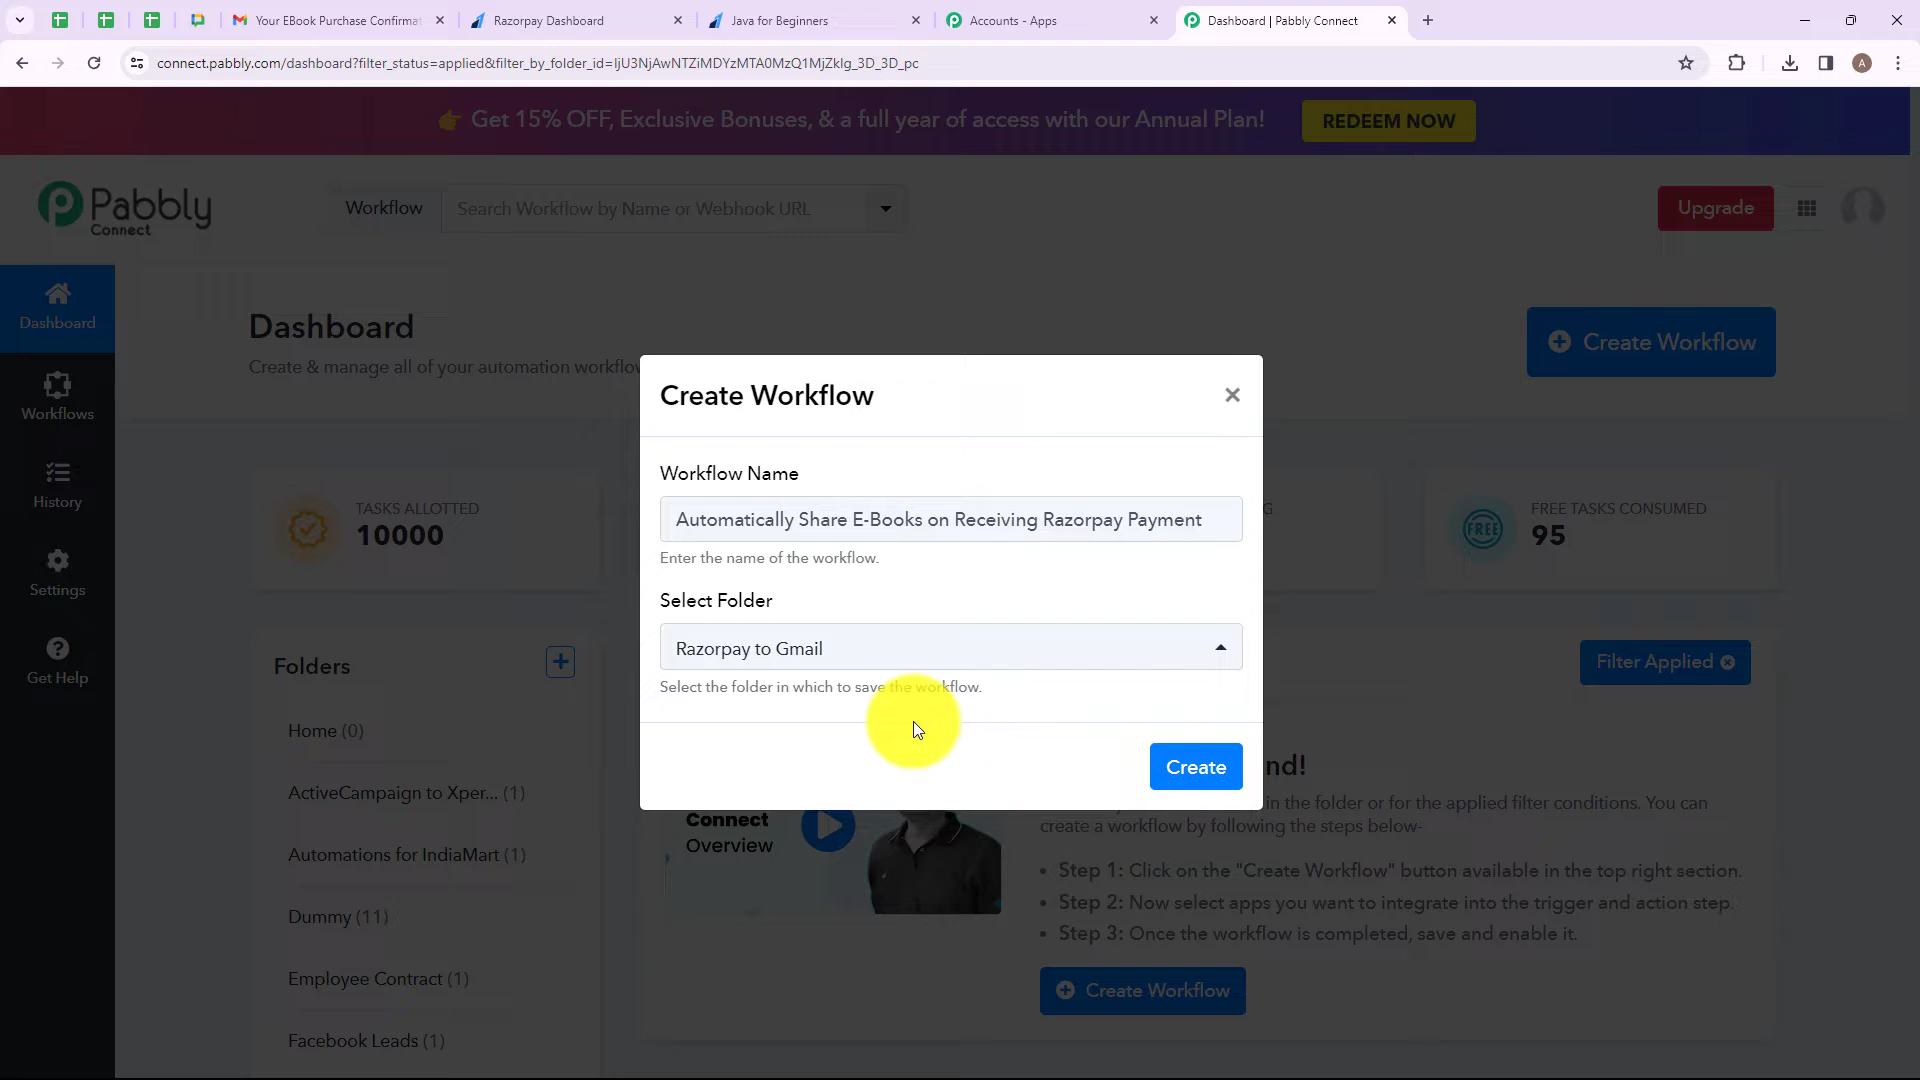 Your EBook Purchase Confirmat
Razorpay Dashboard
Java for Beginners
Accounts - Apps
Dashboard | Pabbly Connect
connect.pabbly.com/dashboard?filter_status=applied&filter_by_folder_id=IjU3NjAwNTZiMDYzMTA0MzQ1MjZkIg_3D_3D_pc
A
👉 Get 15% OFF, Exclusive Bonuses, & a full year of access with our Annual Plan!
REDEEM NOW
Pabbly
Connect
Workflow
Search Workflow by Name or Webhook URL
Upgrade
Dashboard
Workflows
History
Settings
Get Help
Dashboard
Create & manage all of your automation workflow
Create Workflow
TASKS ALLOTTED
10000
G
FREE
FREE TASKS CONSUMED
95
Create Workflow
Workflow Name
Automatically Share E-Books on Receiving Razorpay Payment
Enter the name of the workflow.
Select Folder
Razorpay to Gmail
Select the folder in which to save the workflow.
Create
Folders
Home (0)
ActiveCampaign to Xper... (1)
Automations for IndiaMart (1)
Dummy (11)
Employee Contract (1)
Facebook Leads (1)
Filter Applied
Connect
Overview
nd!
in the folder or for the applied filter conditions. You can
create a workflow by following the steps below-
Step 1: Click on the "Create Workflow" button available in the top right section.
Step 2: Now select apps you want to integrate into the trigger and action step.
Step 3: Once the workflow is completed, save and enable it.
Create Workflow